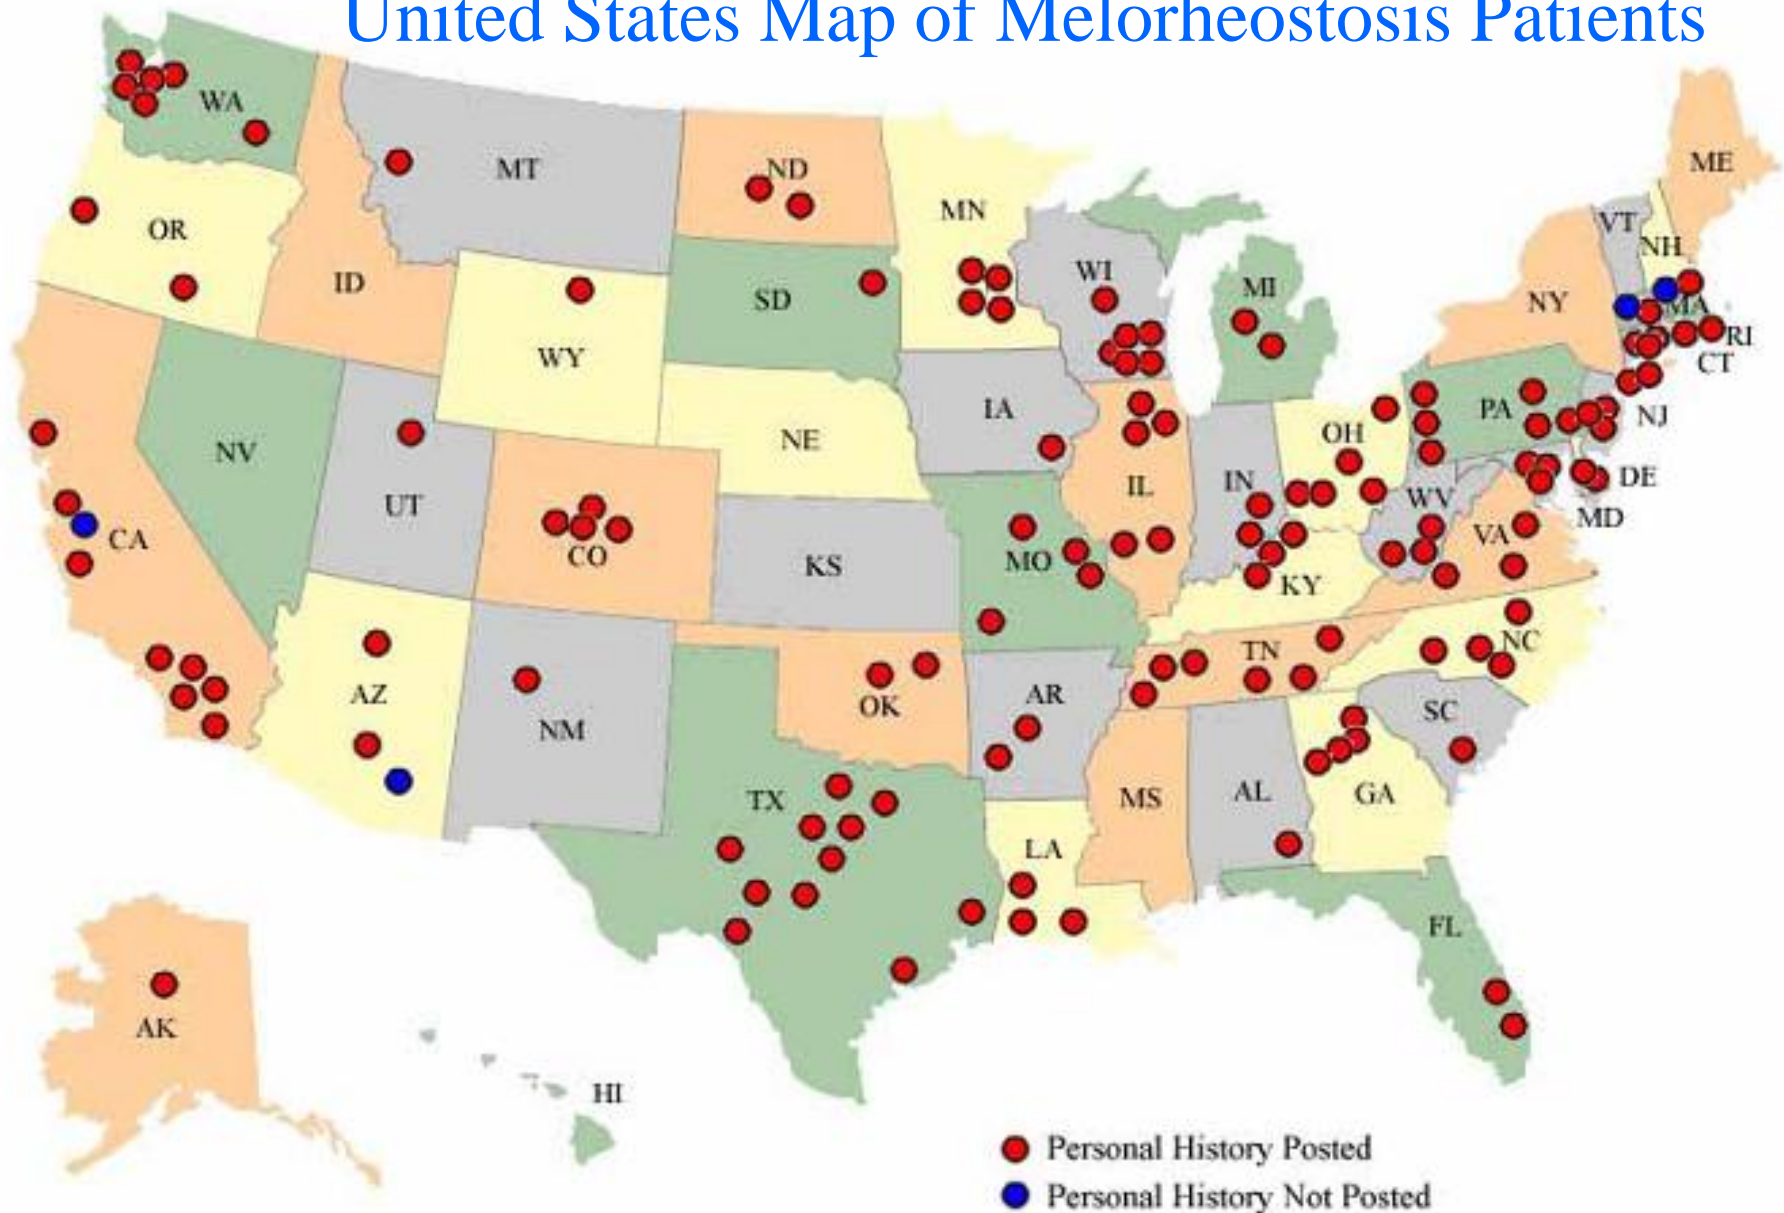 United States Map of Melorheostosis Patients
WA
MT
ND
ME
MN
VT
OR
NH
WI
ID
SD
MI
NY
MA
RI
WY
CT
IA
PA
NJ
NE
OH
NV
IL
IN
DE
UT
WV
MD
CA
VA
CO
MO
KS
KY
NC
TN
AZ
AR
OK
SC
NM
TX
MS
AL
GA
LA
FL
AK
HI
Personal History Posted
Personal History Not Posted